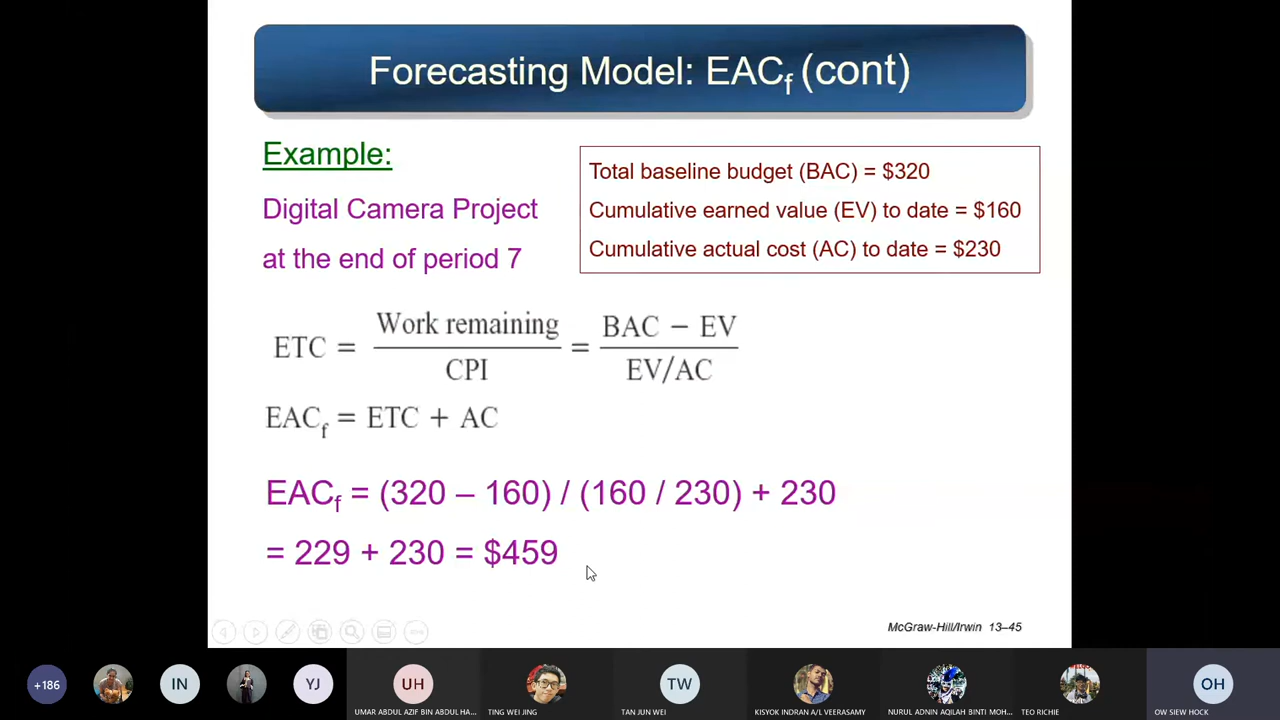 Forecasting Model: EACf (cont)
Example:
Digital Camera Project
at the end of period 7
Total baseline budget (BAC) = $320
Cumulative earned value (EV) to date = $160
Cumulative actual cost (AC) to date = $230
ETC = Work remaining / CPI = BAC − EV / EV/AC
EACf = ETC + AC
EACf = (320 – 160) / (160 / 230) + 230
= 229 + 230 = $459
McGraw-Hill/Irwin 13–45
+186
IN
YJ
UH
TW
OH
UMAR ABDUL AZIF BIN ABDUL HA...
TING WEI JING
TAN JUN WEI
KISYOK INDRAN A/L VEERASAMY
NURUL ADNIN AQILAH BINTI MOH...
TEO RICHIE
OW SIEW HOCK